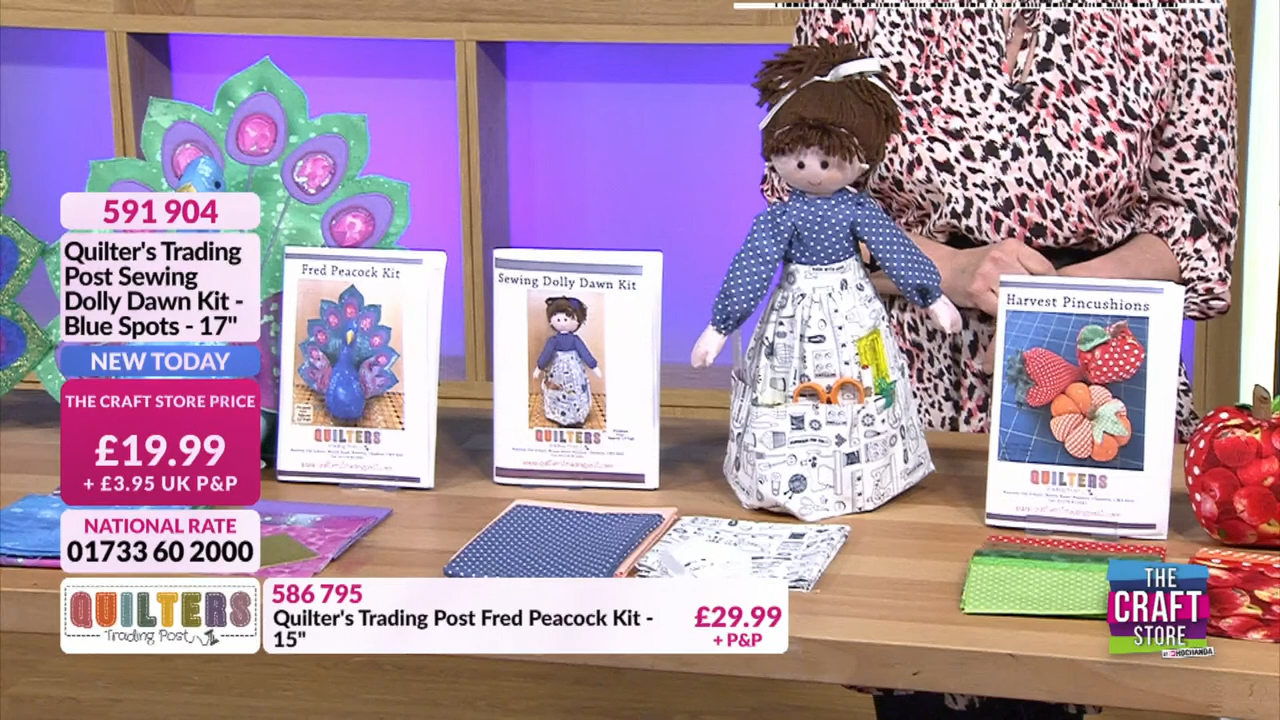 591 904
Quilter's Trading
Post Sewing
Dolly Dawn Kit -
Blue Spots - 17"
NEW TODAY
THE CRAFT STORE PRICE
£19.99
+ £3.95 UK P&P
NATIONAL RATE
01733 60 2000
QUILTERS
Trading Post
586 795
Quilter's Trading Post Fred Peacock Kit -
15"
£29.99
+ P&P
Fred Peacock Kit
QUILTERS
Sewing Dolly Dawn Kit
QUILTERS
Harvest Pincushions
QUILTERS
THE
CRAFT
STORE
HOCHANDA